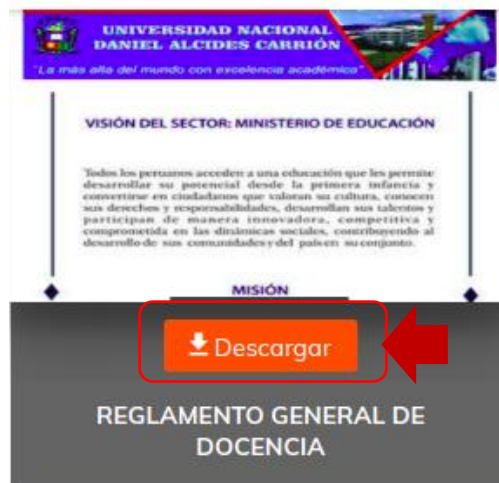 UNIVERSIDAD NACIONAL
DANIEL ALCIDES CARRIÓN
"La más alta del mundo con excelencia académica"
VISIÓN DEL SECTOR: MINISTERIO DE EDUCACIÓN
Todos los peruanos acceden a una educación que les permite
desarrollar su potencial desde la primera infancia y
convertirse en ciudadanos que valoran su cultura, conocen
sus derechos y responsabilidades, desarrollan sus talentos y
participan de manera innovadora, competitiva y
comprometida en las dinámicas sociales, contribuyendo al
desarrollo de sus comunidades y del país en su conjunto.
MISIÓN
Descargar
REGLAMENTO GENERAL DE
DOCENCIA